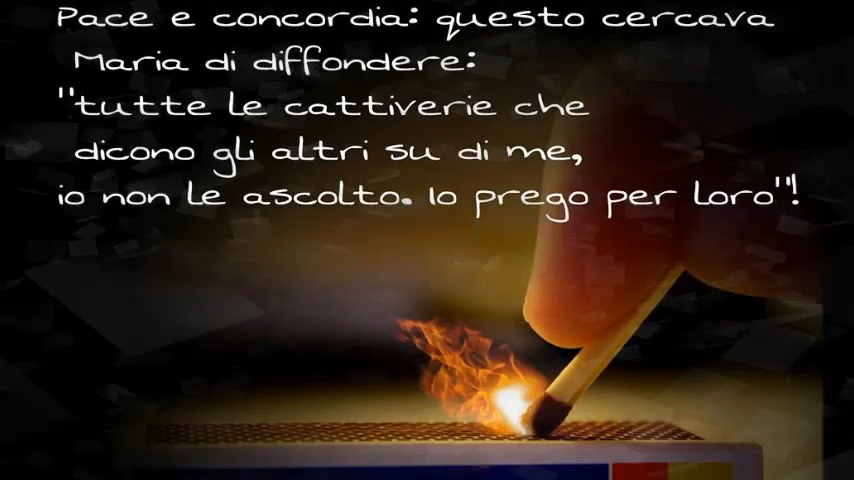 Pace e concordia: questo cercava
Maria di diffondere:
"tutte le cattiverie che
dicono gli altri su di me,
io non le ascolto. Io prego per loro"!